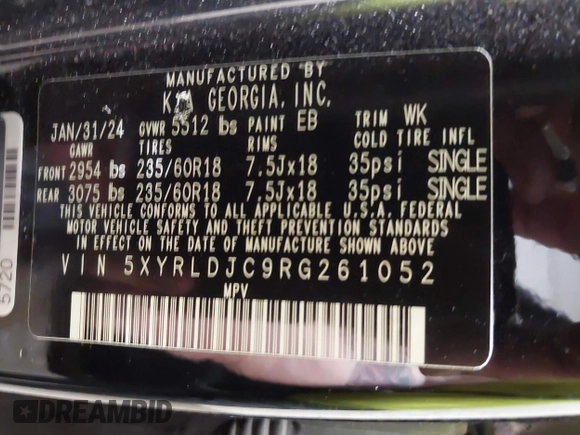 MANUFACTURED BY
KIA GEORGIA, INC.
JAN/31/24 GVWR 5512 lbs PAINT EB TRIM WK
GAWR TIRES RIMS COLD TIRE INFL
FRONT 2954 lbs 235/60R18 7.5Jx18 35psi SINGLE
REAR 3075 lbs 235/60R18 7.5Jx18 35psi SINGLE
THIS VEHICLE CONFORMS TO ALL APPLICABLE U.S.A. FEDERAL
MOTOR VEHICLE SAFETY AND THEFT PREVENTION STANDARDS
IN EFFECT ON THE DATE OF MANUFACTURE SHOWN ABOVE.
VIN 5XYRLDJC9RG261052
MPV
5720
DREAMBID